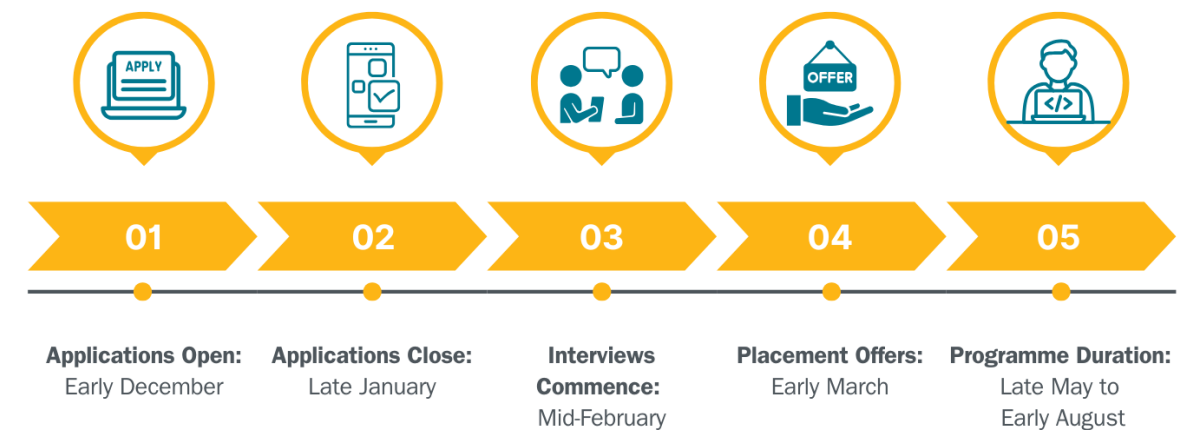 APPLY
OFFER
</>
01
02
03
04
05
Applications Open:
Early December
Applications Close:
Late January
Interviews
Commence:
Mid-February
Placement Offers:
Early March
Programme Duration:
Late May to
Early August